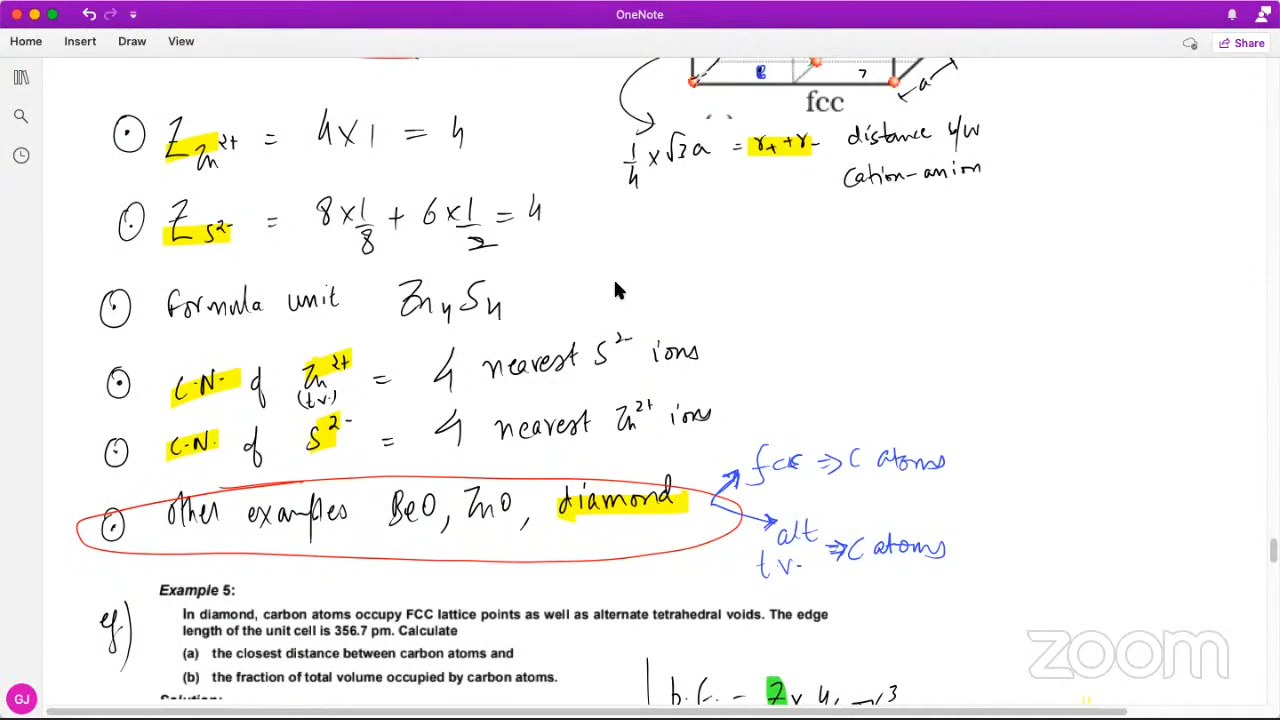 OneNote
Home Insert Draw View
Share
8 7
a
fcc
Z Zn2+ = 4 x 1 = 4
1/4 x √3a = r+ + r- distance b/w
cation-anion
Z S2- = 8 x 1/8 + 6 x 1/2 = 4
Formula unit Zn4S4
C.N. of Zn2+ = 4 nearest S2- ions
(t.v.)
C.N. of S2- = 4 nearest Zn2+ ions
fcc ⇒ C atoms
other examples BeO, ZnO, diamond
alt
t.v. ⇒ C atoms
Example 5:
eg)
In diamond, carbon atoms occupy FCC lattice points as well as alternate tetrahedral voids. The edge
length of the unit cell is 356.7 pm. Calculate
(a) the closest distance between carbon atoms and
(b) the fraction of total volume occupied by carbon atoms.
zoom
GJ